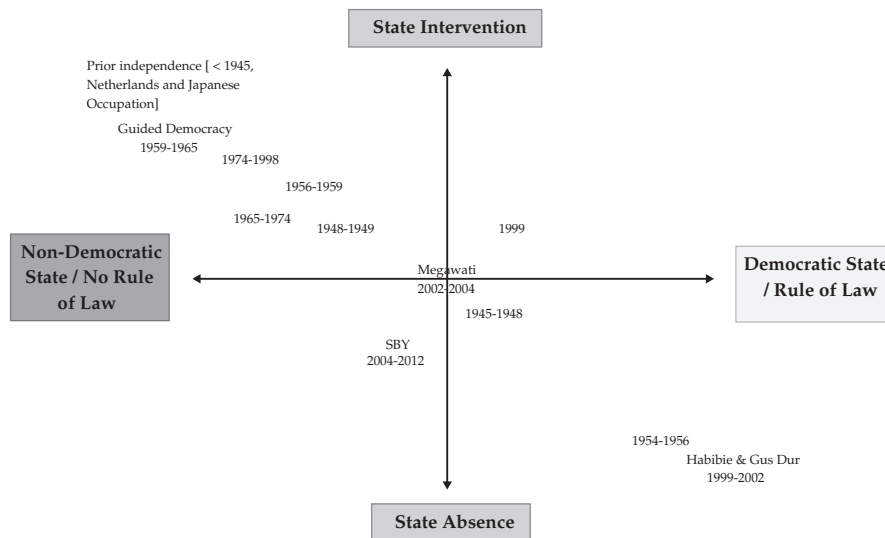 State Intervention
Prior independence [ < 1945,
Netherlands and Japanese
Occupation]
Guided Democracy
1959-1965
1974-1998
1956-1959
1965-1974
1948-1949
1999
Non-Democratic
State / No Rule
of Law
Megawati
2002-2004
Democratic State
/ Rule of Law
1945-1948
SBY
2004-2012
1954-1956
Habibie & Gus Dur
1999-2002
State Absence